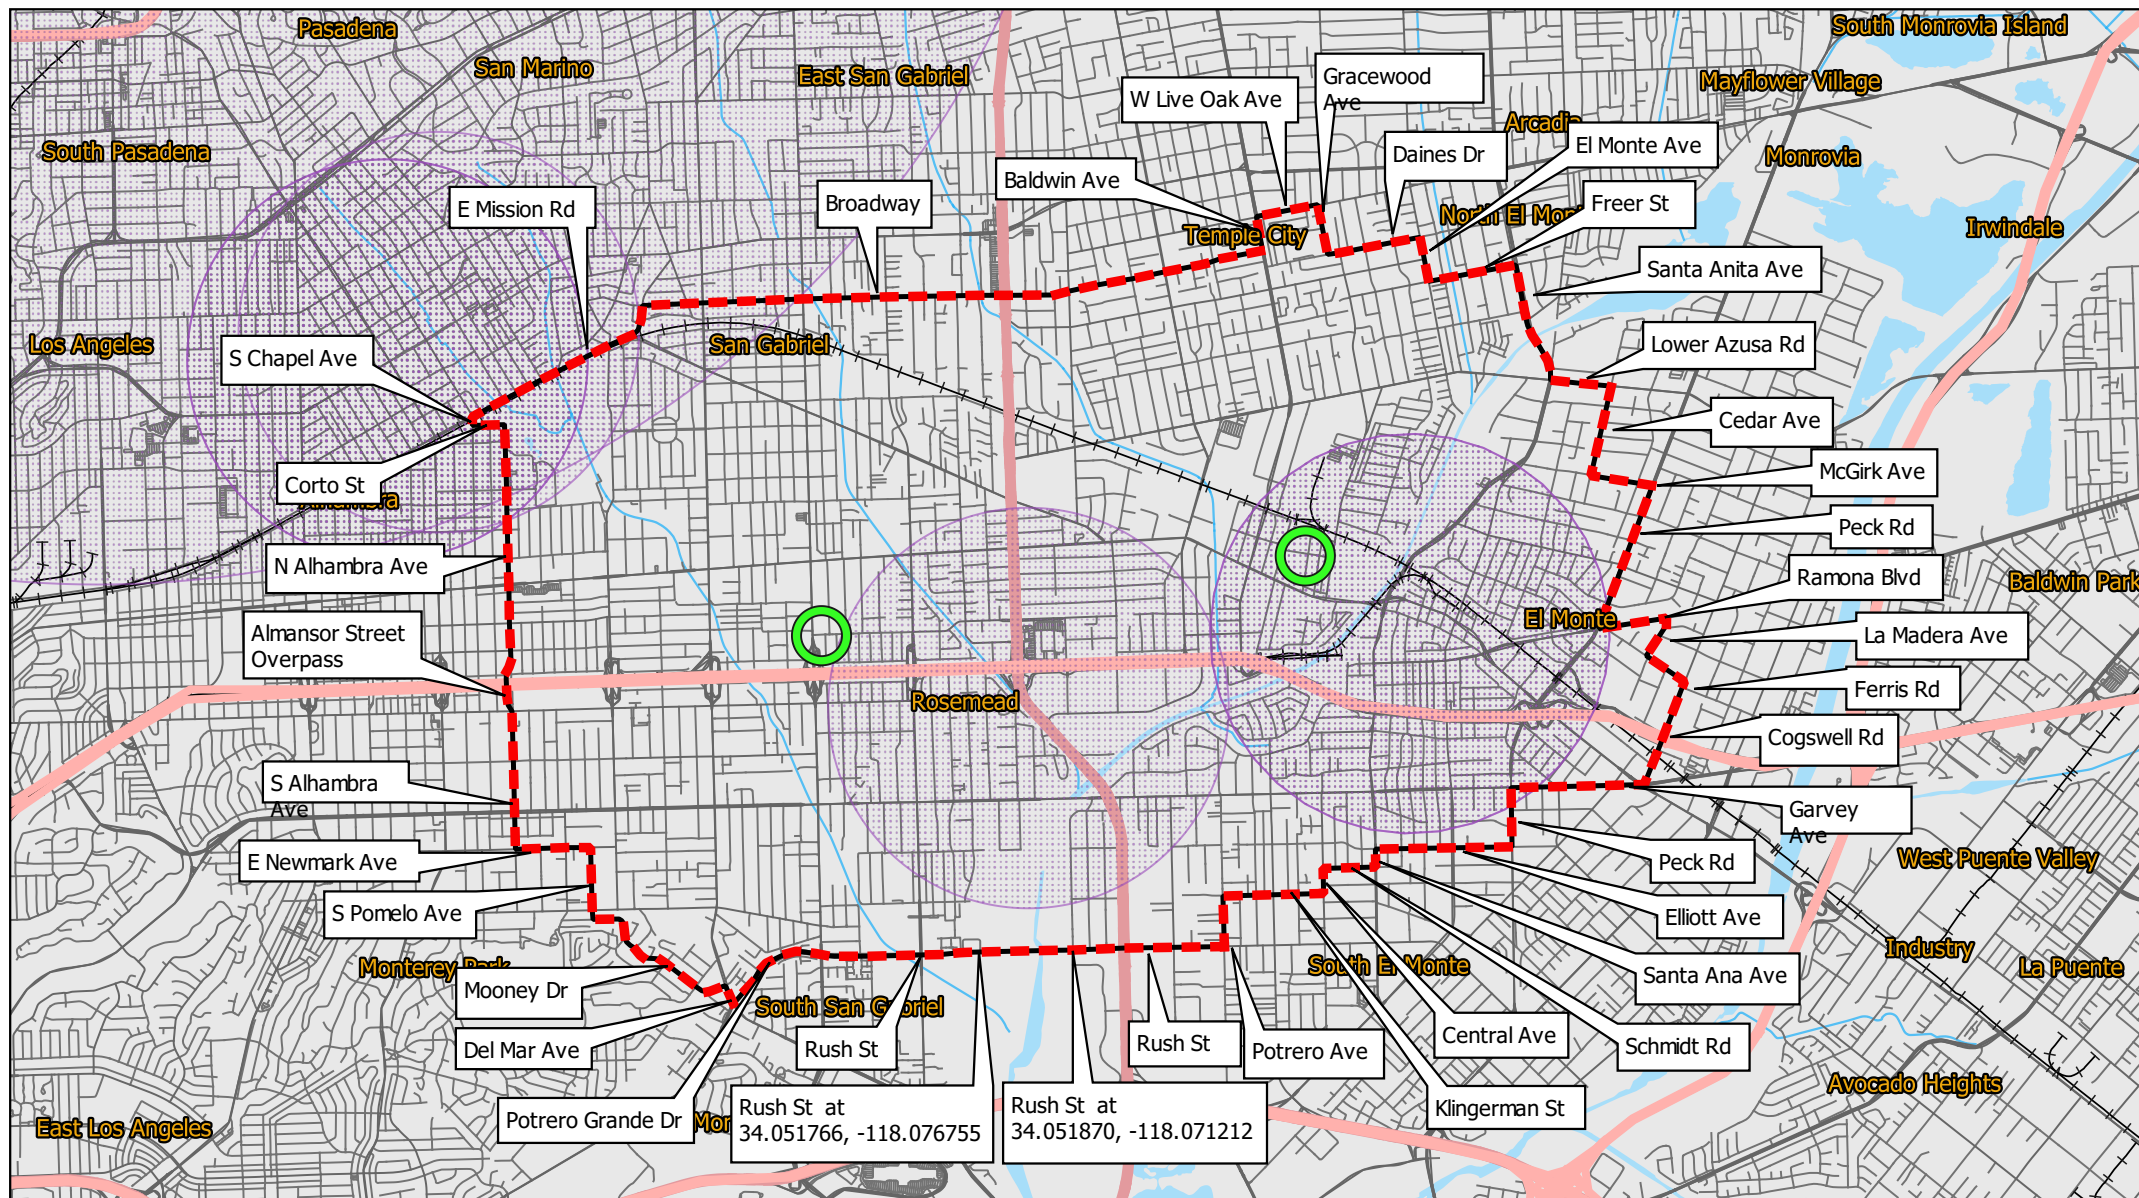 Pasadena
South Monrovia Island
San Marino
East San Gabriel
Gracewood
Ave
Mayflower Village
W Live Oak Ave
Arcadia
El Monte Ave
South Pasadena
Daines Dr
Monrovia
Baldwin Ave
E Mission Rd
Broadway
Freer St
North El Mon
Irwindale
Temple City
Santa Anita Ave
Los Angeles
S Chapel Ave
San Gabriel
Lower Azusa Rd
Cedar Ave
McGirk Ave
Corto St
Alhambra
Peck Rd
N Alhambra Ave
Ramona Blvd
Baldwin Park
El Monte
Almansor Street
Overpass
La Madera Ave
Rosemead
Ferris Rd
Cogswell Rd
S Alhambra
Ave
Garvey
Ave
E Newmark Ave
Peck Rd
West Puente Valley
S Pomelo Ave
Elliott Ave
Monterey Park
Mooney Dr
South El Monte
Santa Ana Ave
Industry
La Puente
South San Gabriel
Del Mar Ave
Rush St
Rush St
Potrero Ave
Central Ave
Schmidt Rd
Avocado Heights
Potrero Grande Dr
Mon
Rush St at
34.051766, -118.076755
Rush St at
34.051870, -118.071212
Klingerman St
East Los Angeles